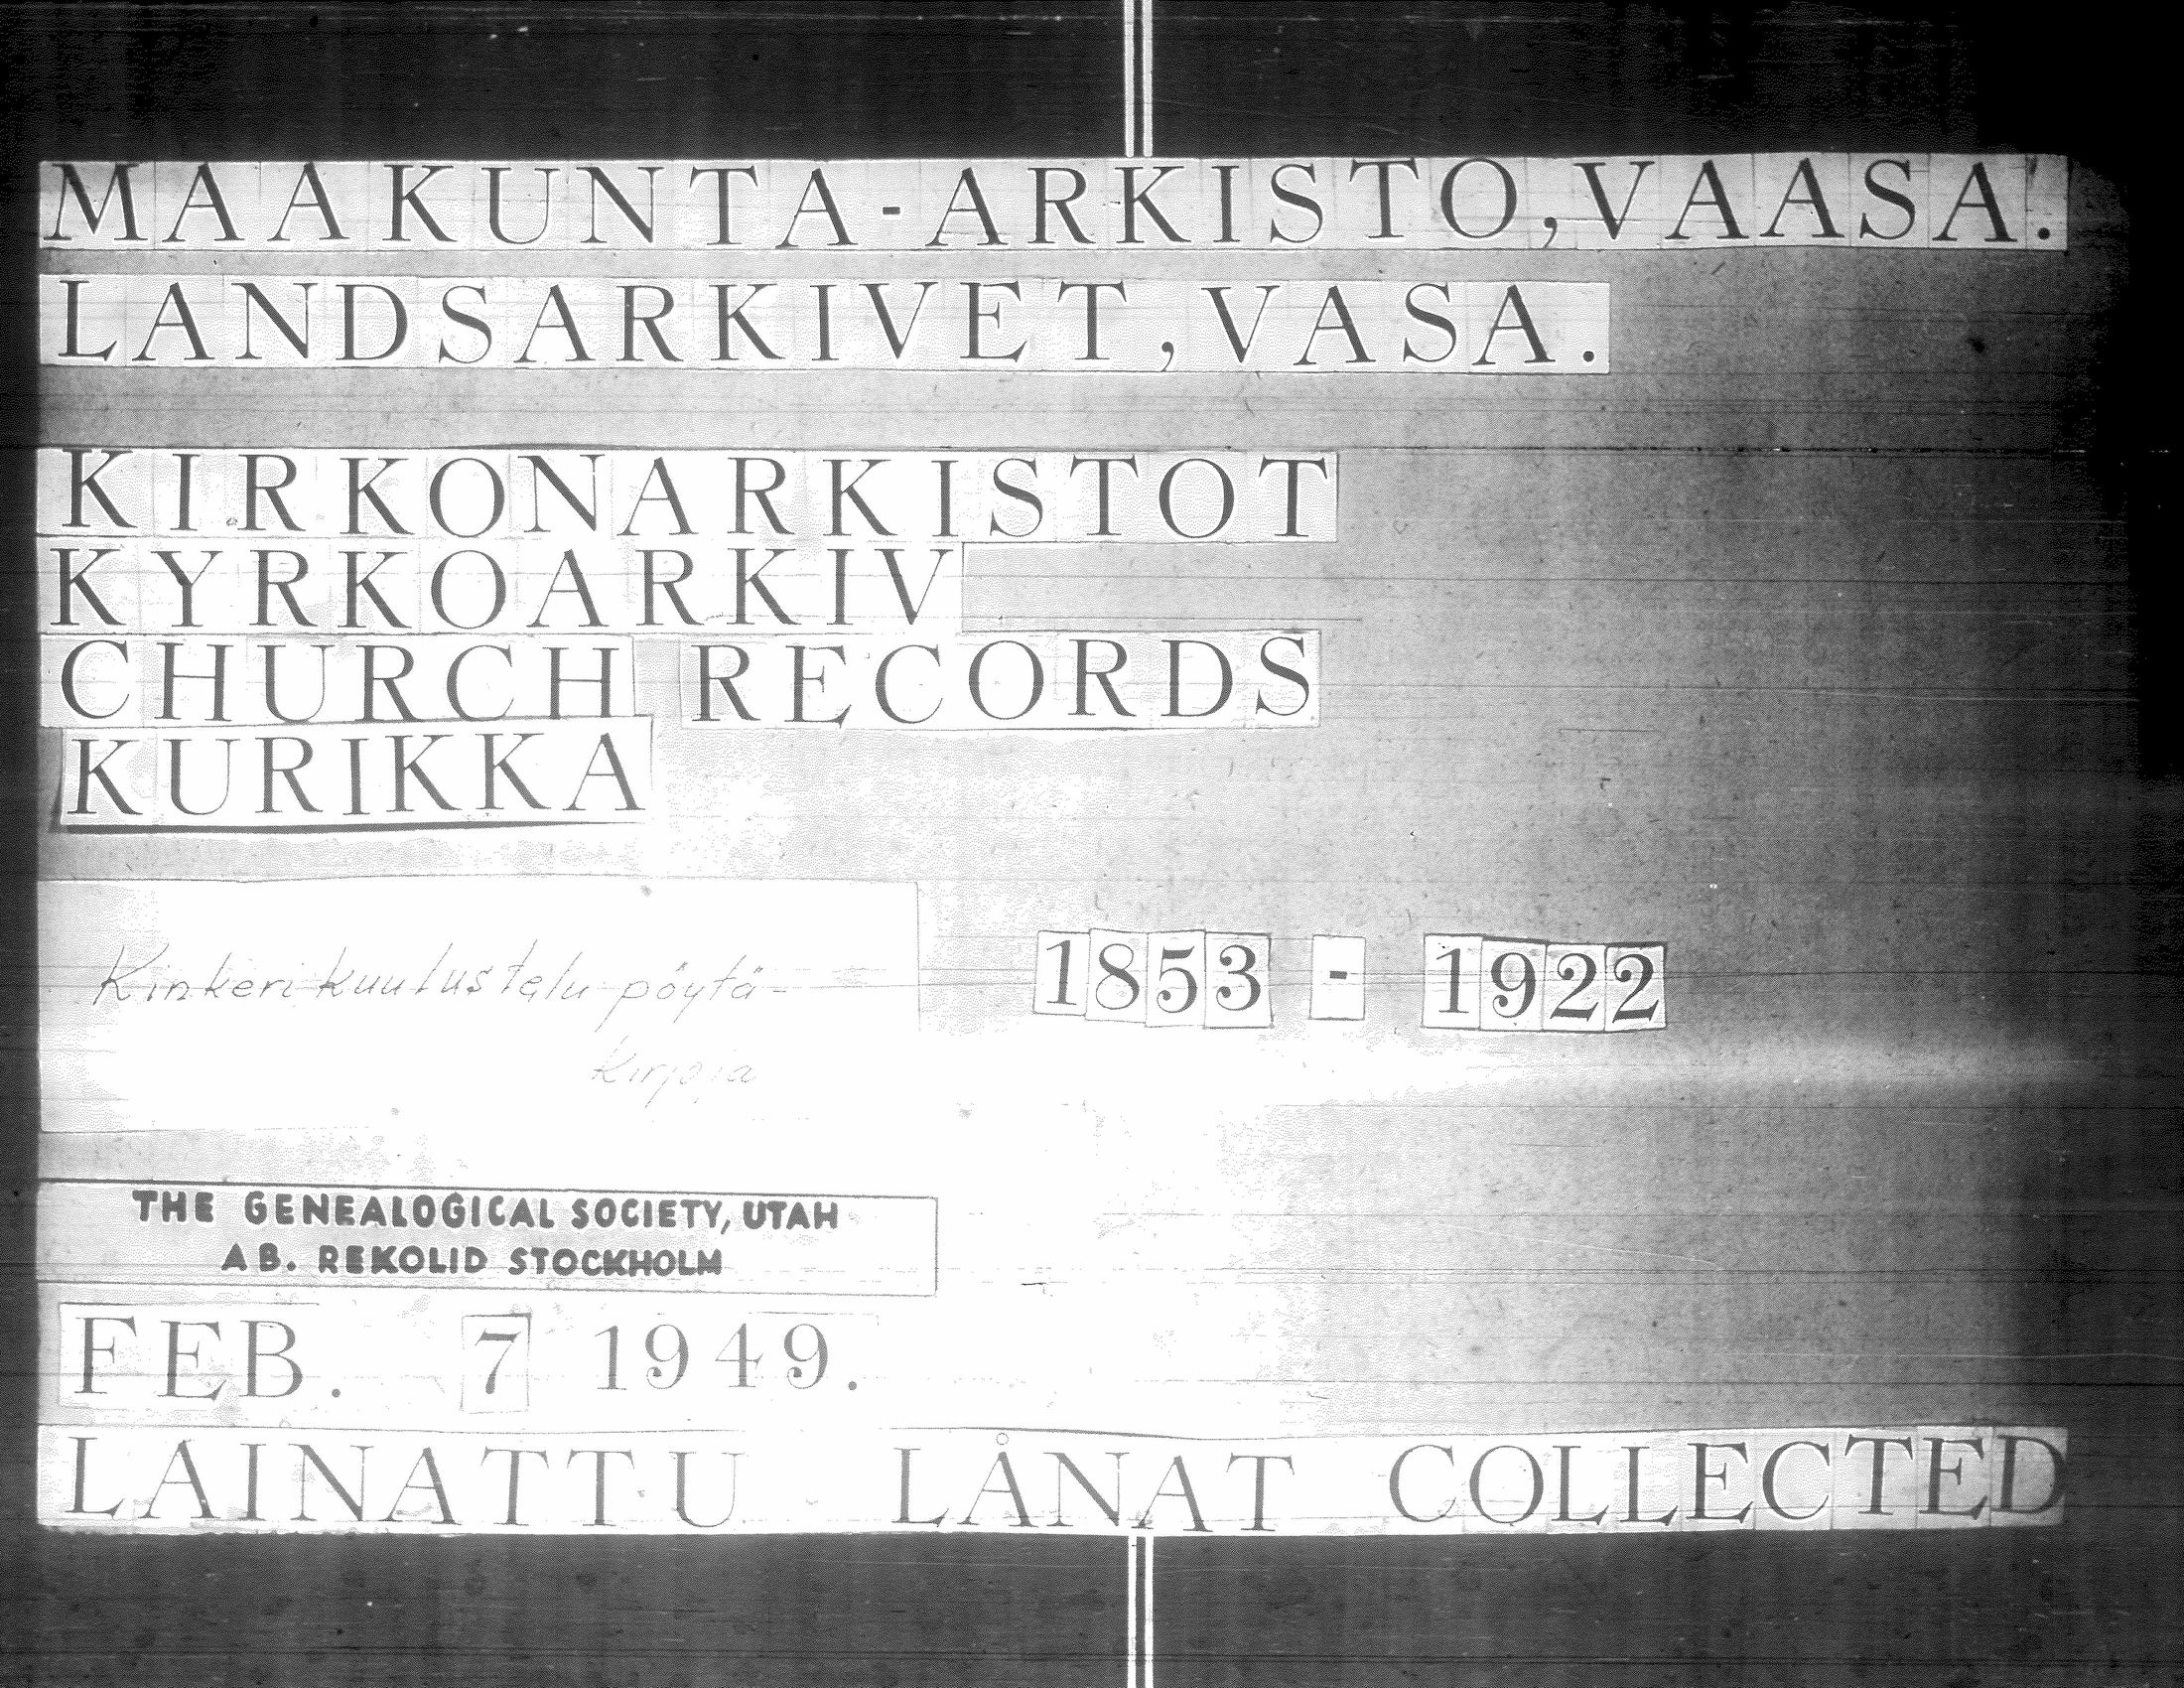 MAAKUNTA-ARKISTO, VAASA.
LANDSARKIVET, VASA.
KIRKONARKISTOT
KYRKOARKIV
CHURCH RECORDS
KURIKKA
Kinkeri kuulustelu pöytä- 1853 - 1922
kirjoja
THE GENEALOGICAL SOCIETY, UTAH
AB. REKOLID STOCKHOLM
FEB. 7 1949.
LAINATTU LÅNAT COLLECTED